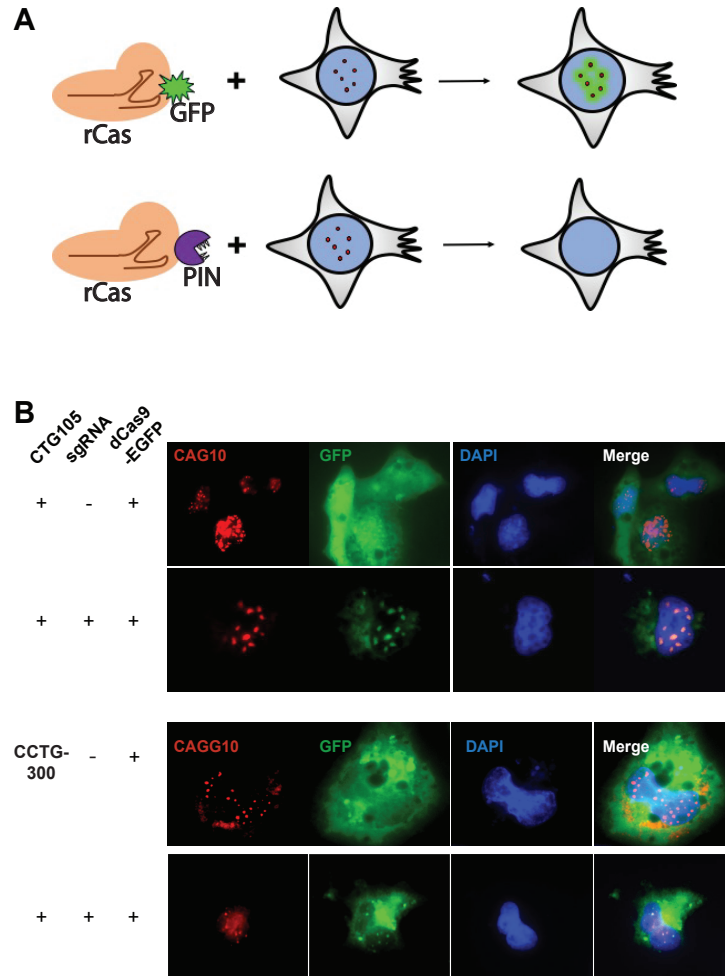 A
GFP
rCas
+
PIN
rCas
+
B
CTG105
sgRNA
dCas9
-EGFP
CAG10 GFP DAPI Merge
+ - +
+ + +
CAGG10 GFP DAPI Merge
CCTG-
300 - +
+ + +